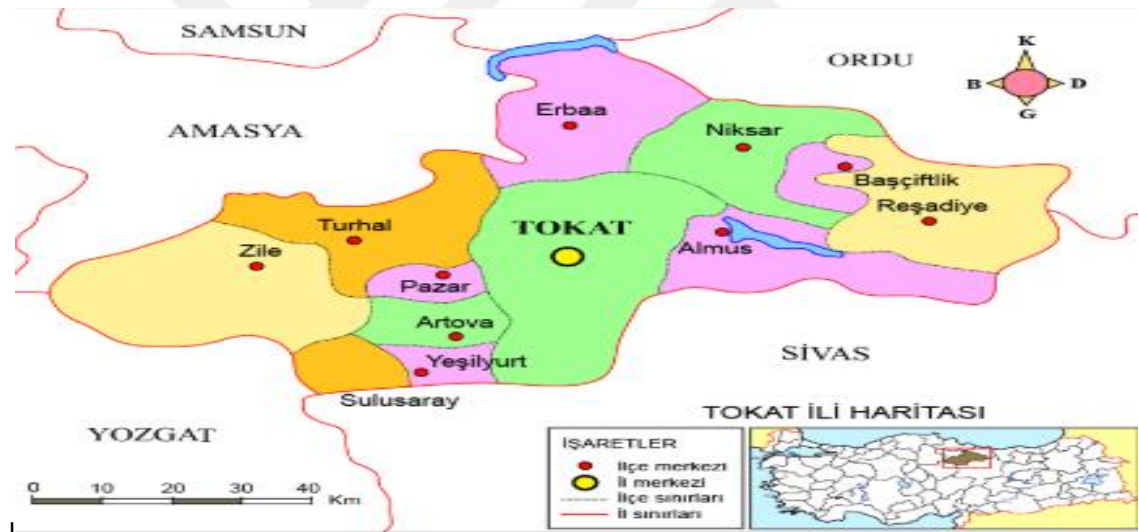 SAMSUN
ORDU
K
B
D
G
AMASYA
Erbaa
Niksar
Başçiftlik
Reşadiye
Turhal
TOKAT
Almus
Zile
Pazar
Artova
Yeşilyurt
SİVAS
Sulusaray
YOZGAT
TOKAT İLİ HARİTASI
İŞARETLER
İlçe merkezi
İl merkezi
İlçe sınırları
İl sınırları
0 10 20 30 40 Km